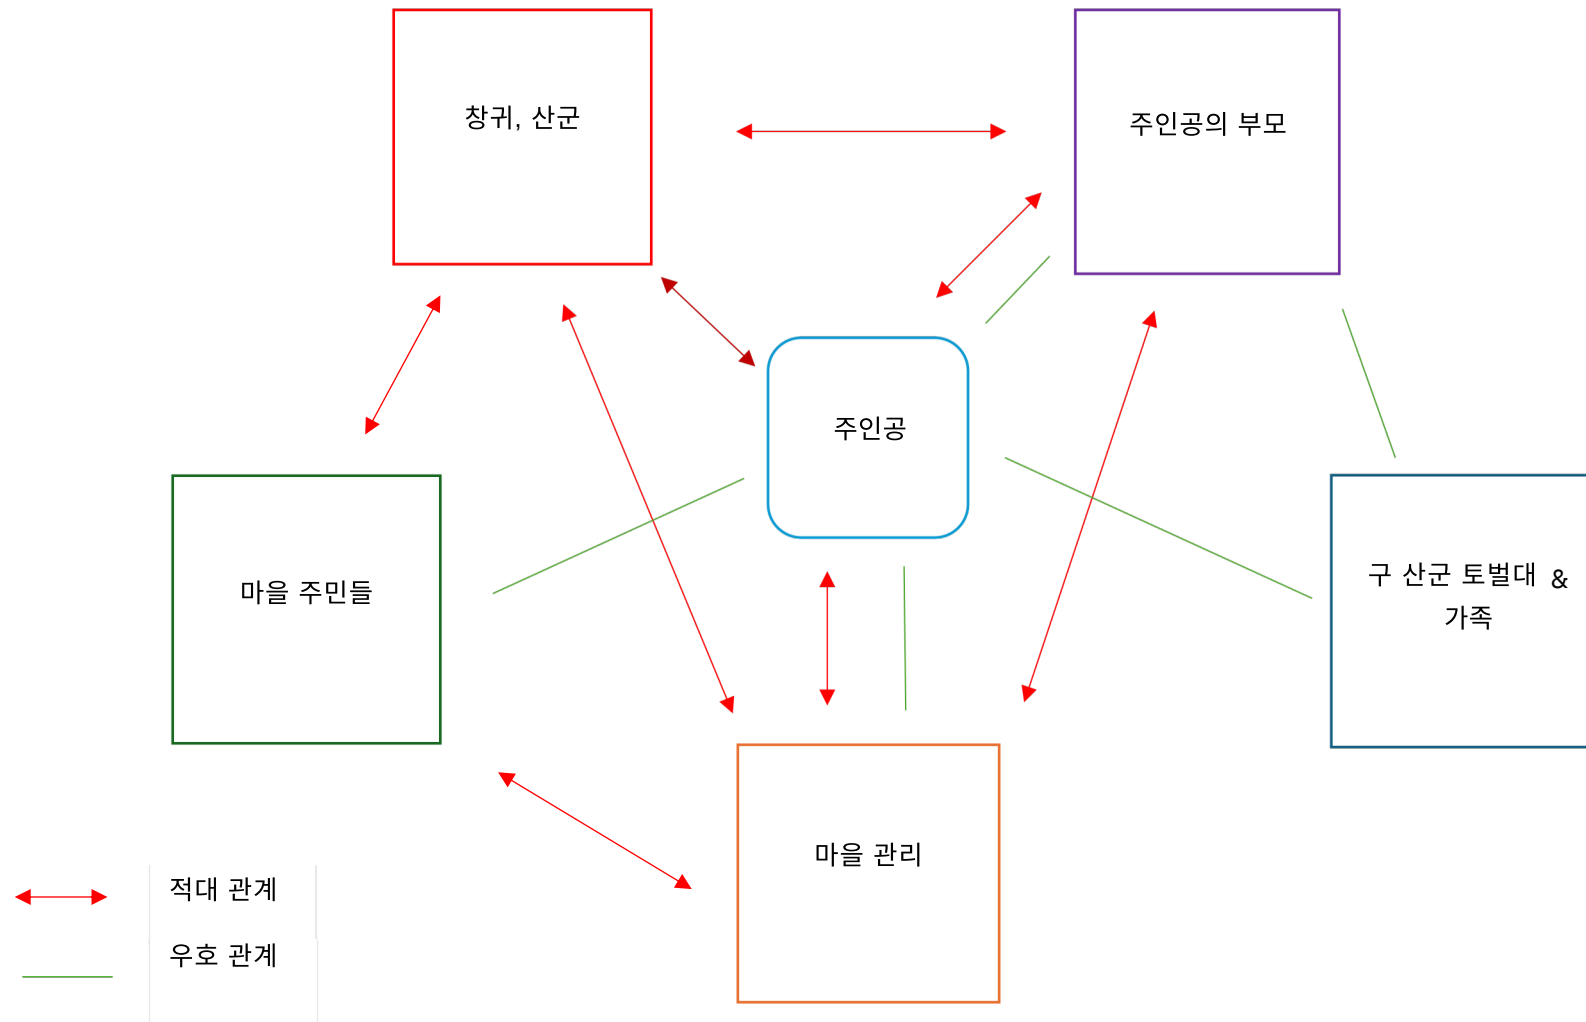 창귀, 산군
주인공의 부모
주인공
마을 주민들
구 산군 토벌대 &
가족
마을 관리
적대 관계
우호 관계